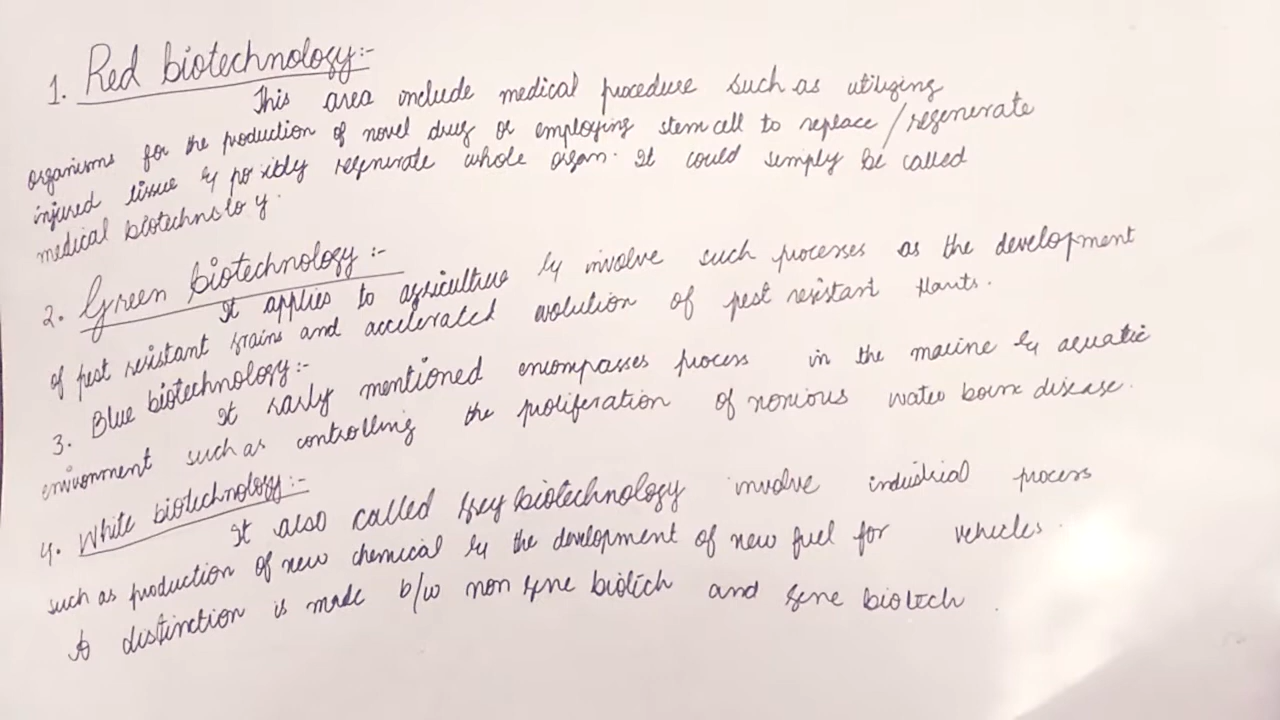 1. Red biotechnology:-
This area include medical procedure such as utilizing
organisms for the production of novel drug or employing stem cell to replace / regenerate
injured tissue & possibly regenerate whole organ. It could simply be called
medical biotechnology.
2. Green biotechnology :-
It applies to agriculture & involve such processes as the development
of pest resistant grains and accelerated evolution of pest resistant plants.
3. Blue biotechnology:-
It rarly mentioned encompasses process in the marine & aquatic
environment such as controlling the proliferation of noxious water borne disease.
4. White biotechnology:-
It also called grey biotechnology involve industrial process
such as production of new chemical & the development of new fuel for vehicles.
A distinction is made b/w non gene biotech and gene biotech.